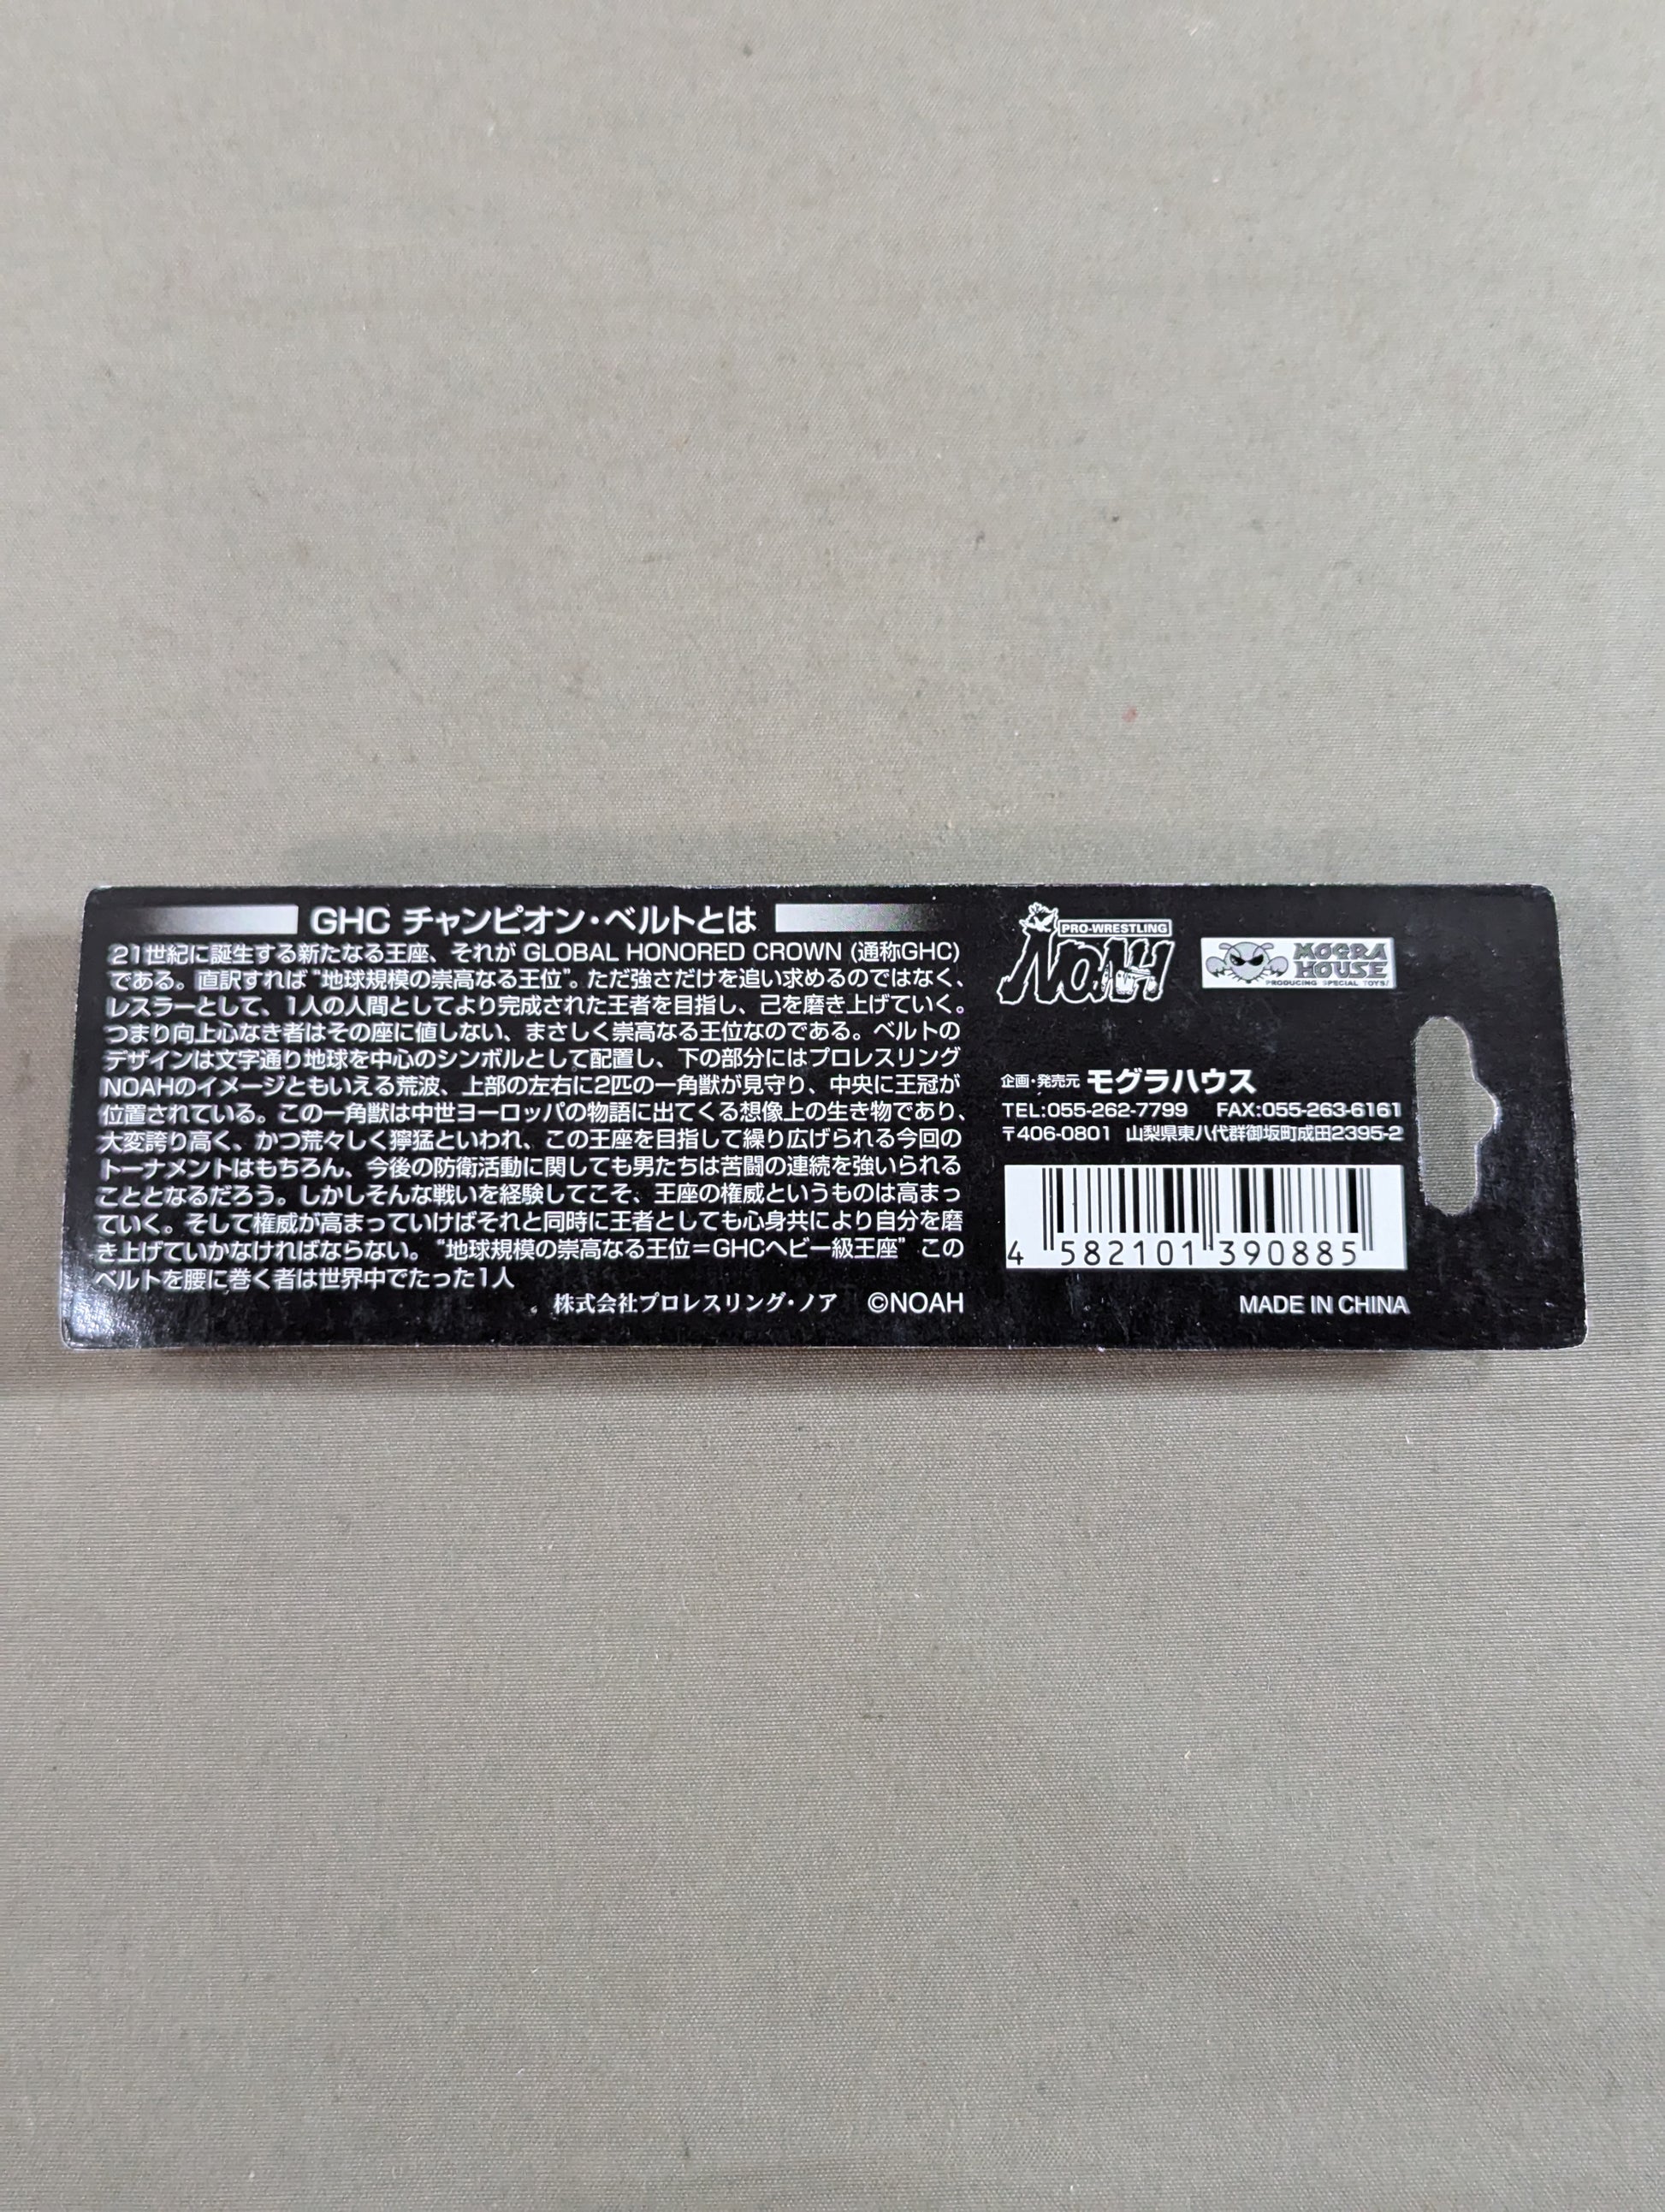 GHC チャンピオン・ベルトとは
21世紀に誕生する新たなる王座、それが GLOBAL HONORED CROWN (通称GHC)
である。直訳すれば“地球規模の崇高なる王位”。ただ強さだけを追い求めるのではなく、
レスラーとして、1人の人間としてより完成された王者を目指し、己を磨き上げていく。
つまり向上心なき者はその座に値しない、まさしく崇高なる王位なのである。ベルトの
デザインは文字通り地球を中心のシンボルとして配置し、下の部分にはプロレスリング
NOAHのイメージともいえる荒波、上部の左右に2匹の一角獣が見守り、中央に王冠が
位置されている。この一角獣は中世ヨーロッパの物語に出てくる想像上の生き物であり、
大変誇り高く、かつ荒々しく獰猛といわれ、この王座を目指して繰り広げられる今回の
トーナメントはもちろん、今後の防衛活動に関しても男たちは苦闘の連続を強いられる
こととなるだろう。しかしそんな戦いを経験してこそ、王座の権威というものは高まっ
ていく。そして権威が高まっていけばそれと同時に王者としても心身共により自分を磨
き上げていかなければならない。“地球規模の崇高なる王位＝GHCヘビー級王座” この
ベルトを腰に巻く者は世界中でたった1人
。株式会社プロレスリング・ノア ©NOAH
PRO-WRESTLING
NOAH
MOGRA
HOUSE
PRODUCING SPECIAL TOYS!
企画・発売元 モグラハウス
TEL:055-262-7799 FAX:055-263-6161
〒406-0801 山梨県東八代群御坂町成田2395-2
4 582101 390885
MADE IN CHINA